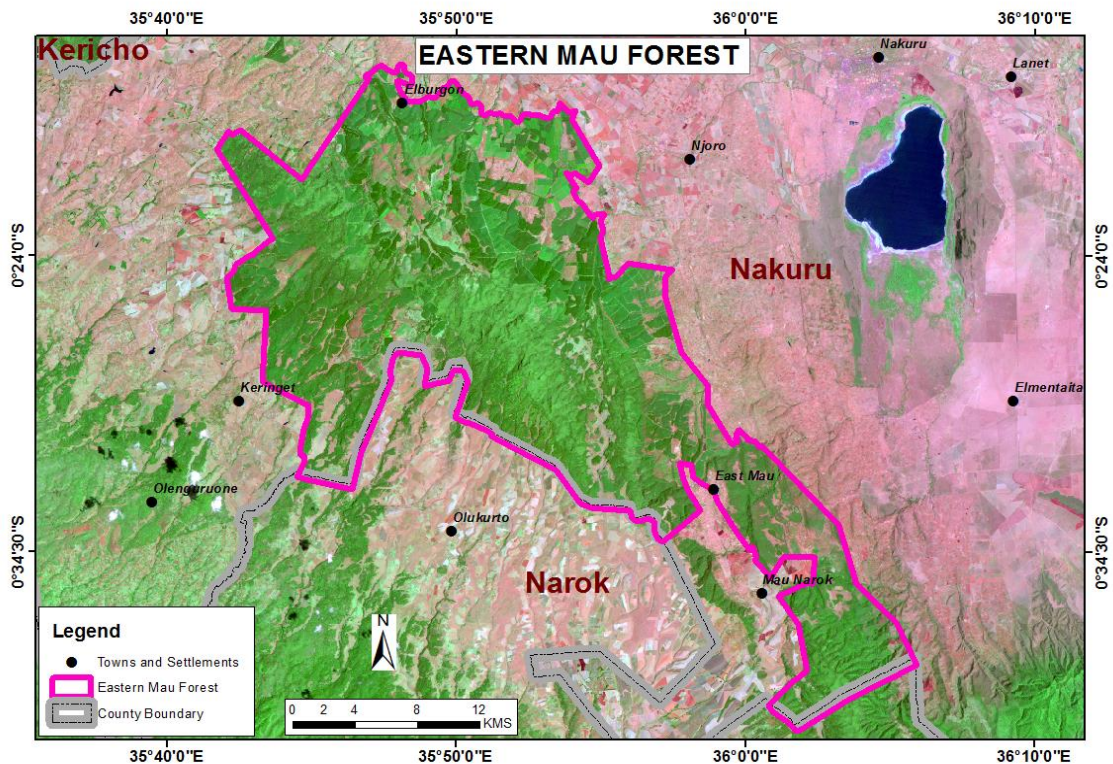 35°40'0"E 35°50'0"E 36°0'0"E 36°10'0"E
Kericho
EASTERN MAU FOREST
Nakuru
Lanet
Elburgon
Njoro
0°24'0"S
0°24'0"S
Nakuru
Keringet
Elmentaita
East Mau
Olenguruone
Olukurto
0°34'30"S
0°34'30"S
Narok
Mau Narok
Legend
Towns and Settlements
Eastern Mau Forest
County Boundary
N
0 2 4 8 12
KMS
35°40'0"E 35°50'0"E 36°0'0"E 36°10'0"E